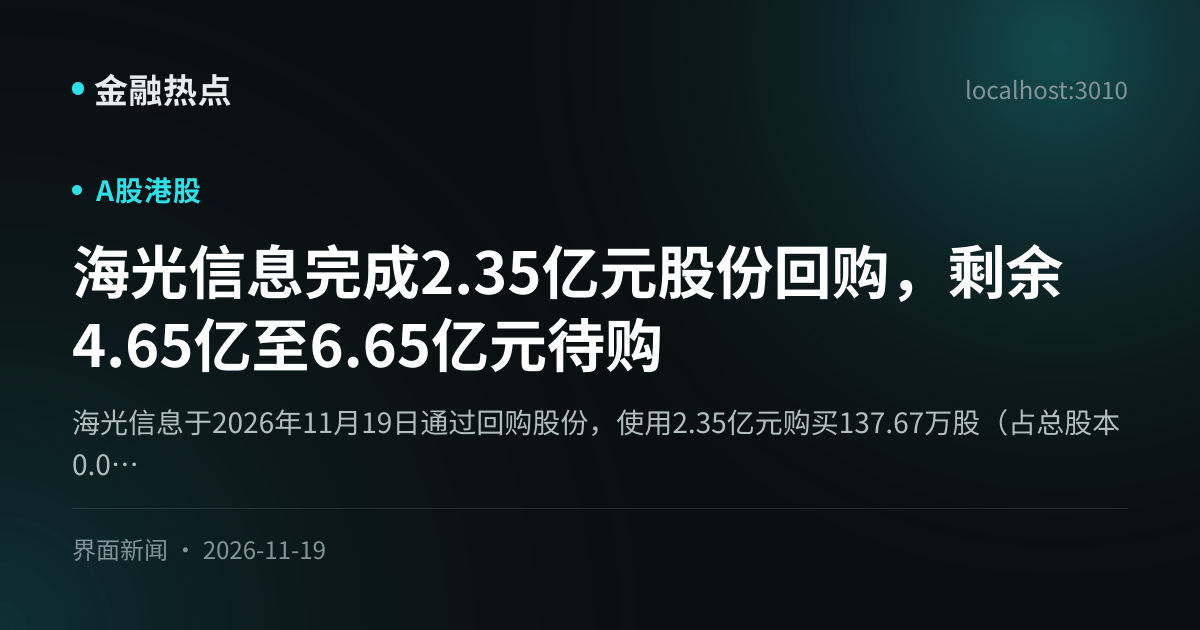 金融热点
localhost:3010
A股港股
海光信息完成2.35亿元股份回购，剩余
4.65亿至6.65亿元待购
海光信息于2026年11月19日通过回购股份，使用2.35亿元购买137.67万股（占总股本
0.0…
界面新闻 • 2026-11-19